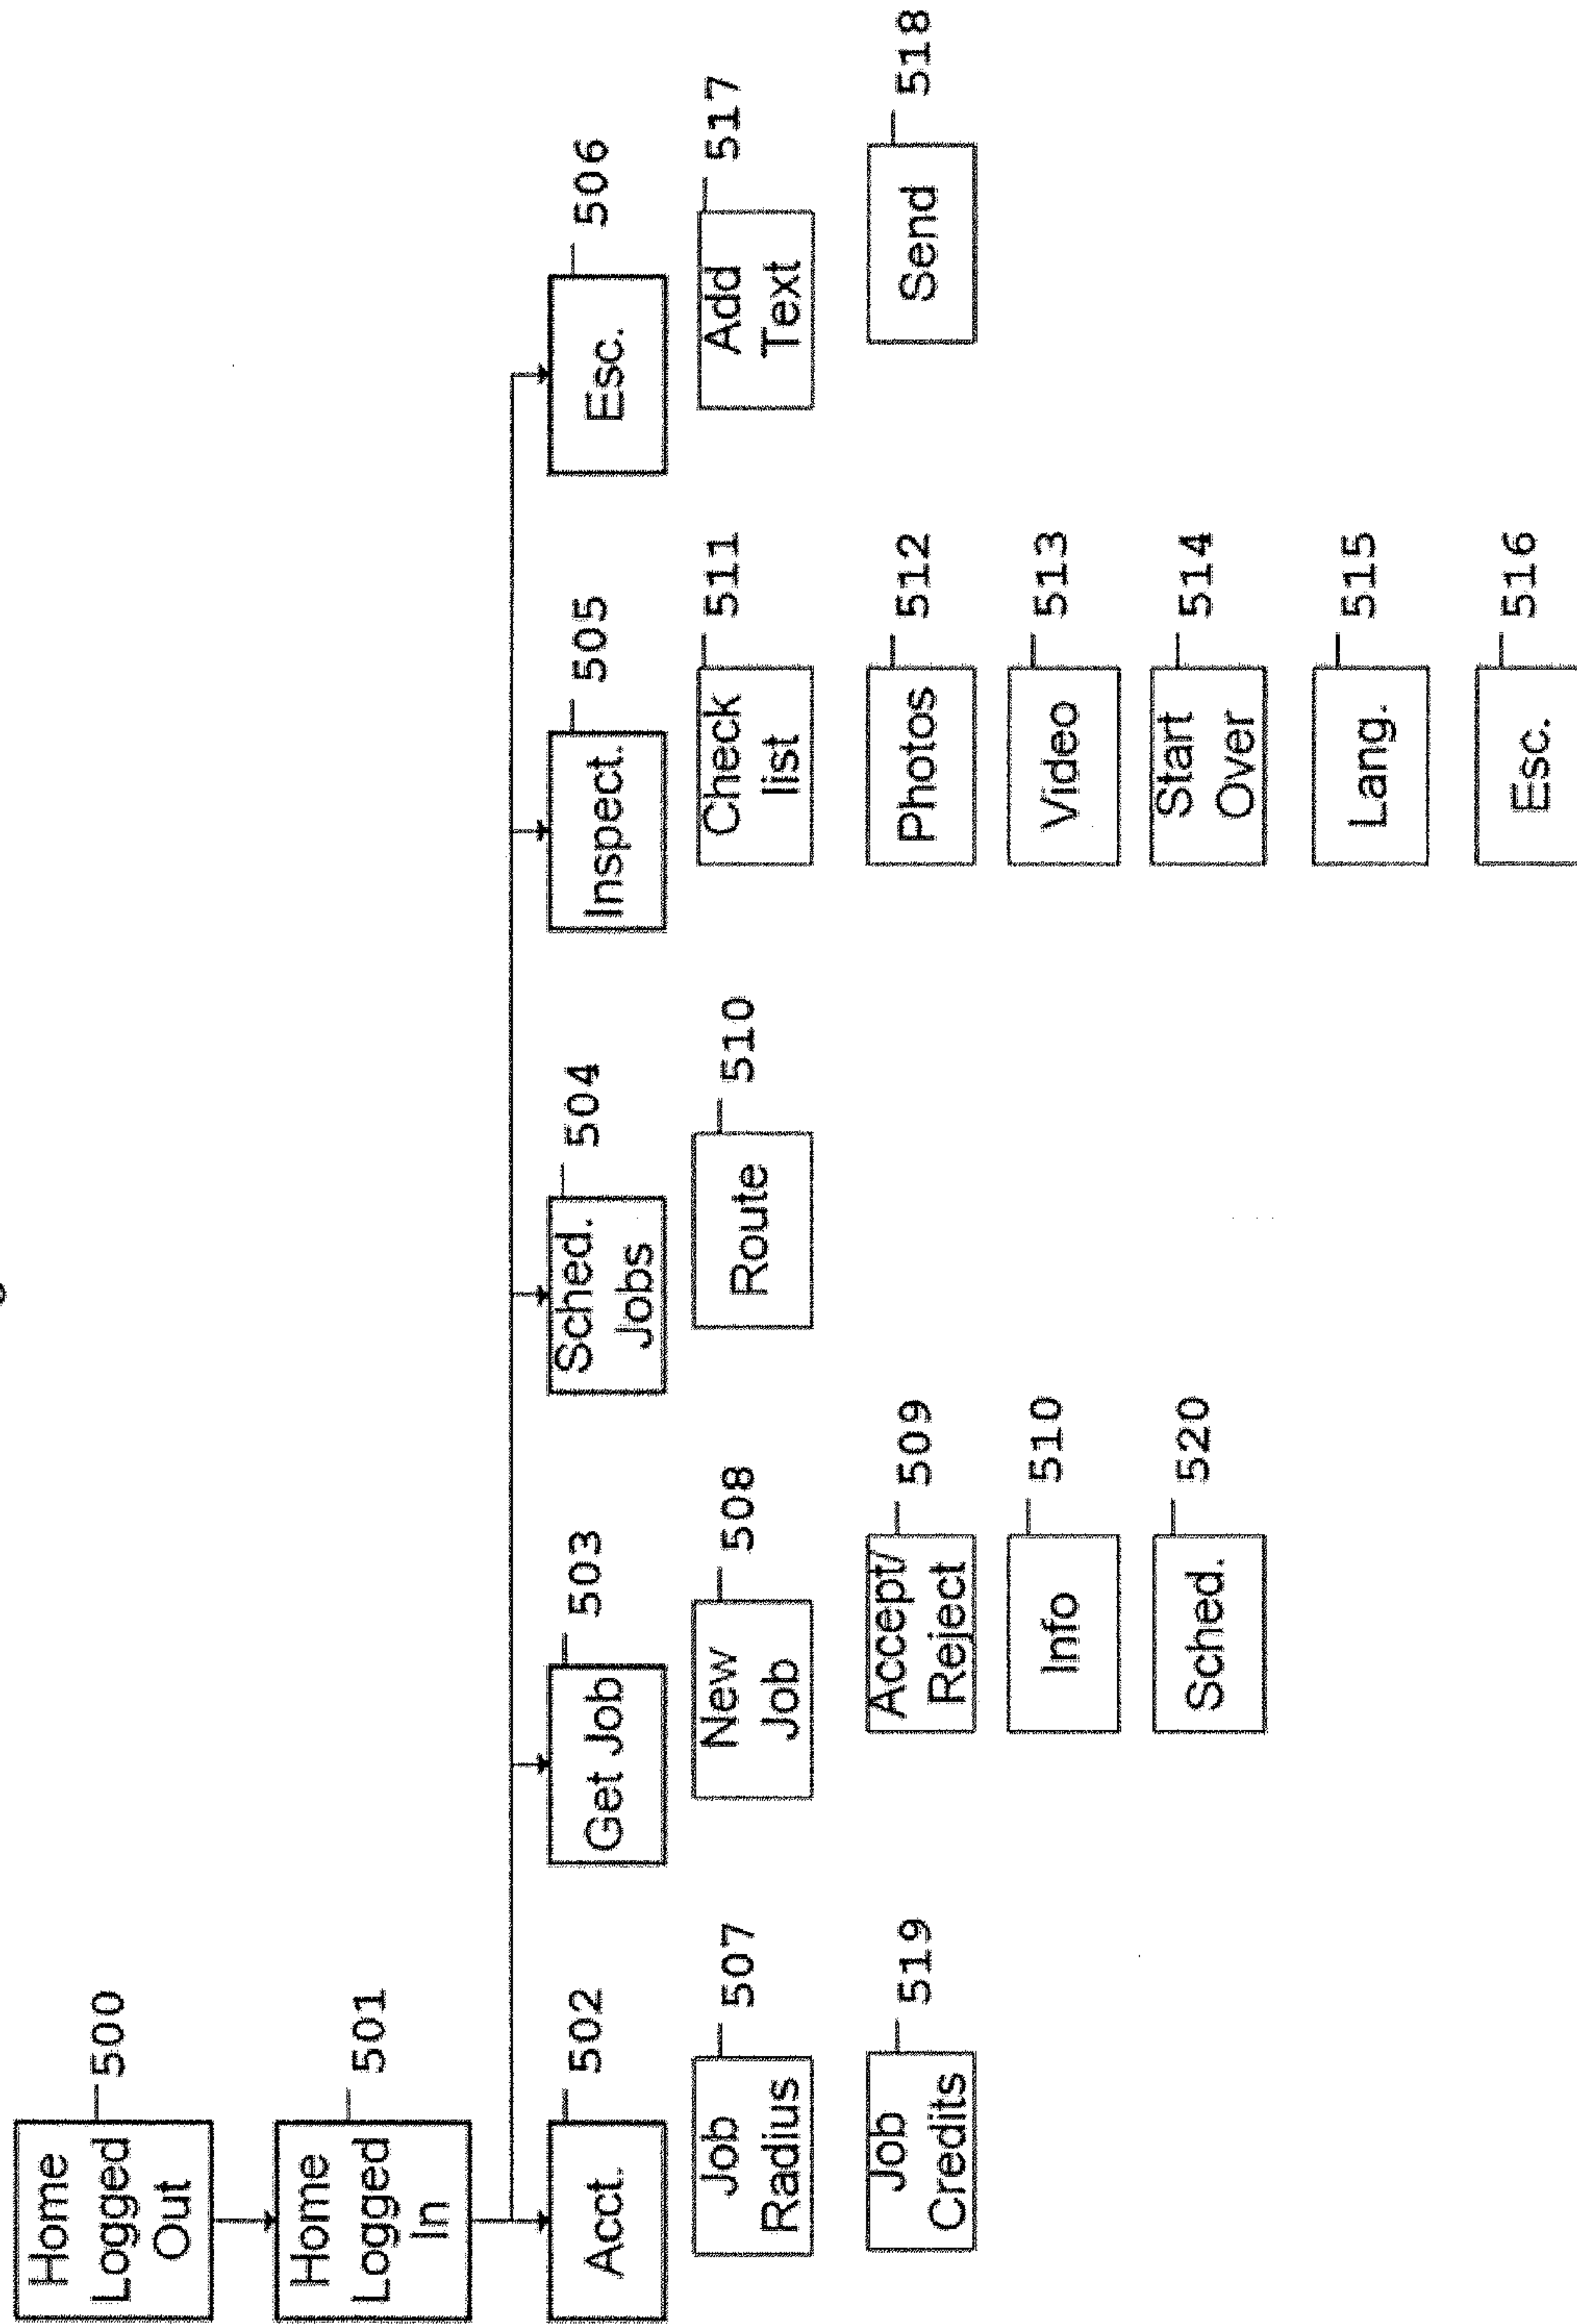 Home
Logged
Out
500
Home
Logged
In
501
Acct.
502
Get Job
503
Sched.
Jobs
504
Inspect.
505
Esc.
506
Job
Radius
507
New
Job
508
Route
510
Check
list
511
Add
Text
517
Job
Credits
519
Accept/
Reject
509
Photos
512
Send
518
Info
510
Video
513
Sched.
520
Start
Over
514
Lang.
515
Esc.
516